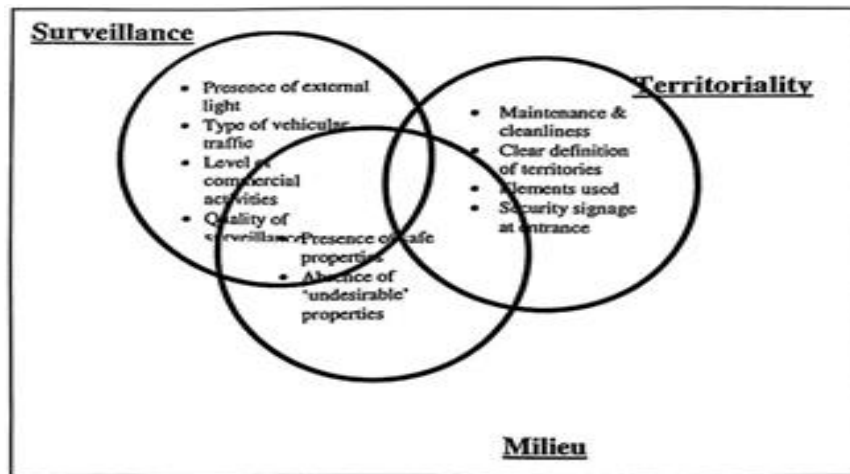 Surveillance
• Presence of external
light
• Type of vehicular
traffic
• Level of
commercial
activities
• Quality of
surveillance
Territoriality
• Maintenance &
cleanliness
• Clear definition
of territories
• Elements used
• Security signage
at entrance
• Presence of safe
properties
• Absence of
'undesirable'
properties
Milieu